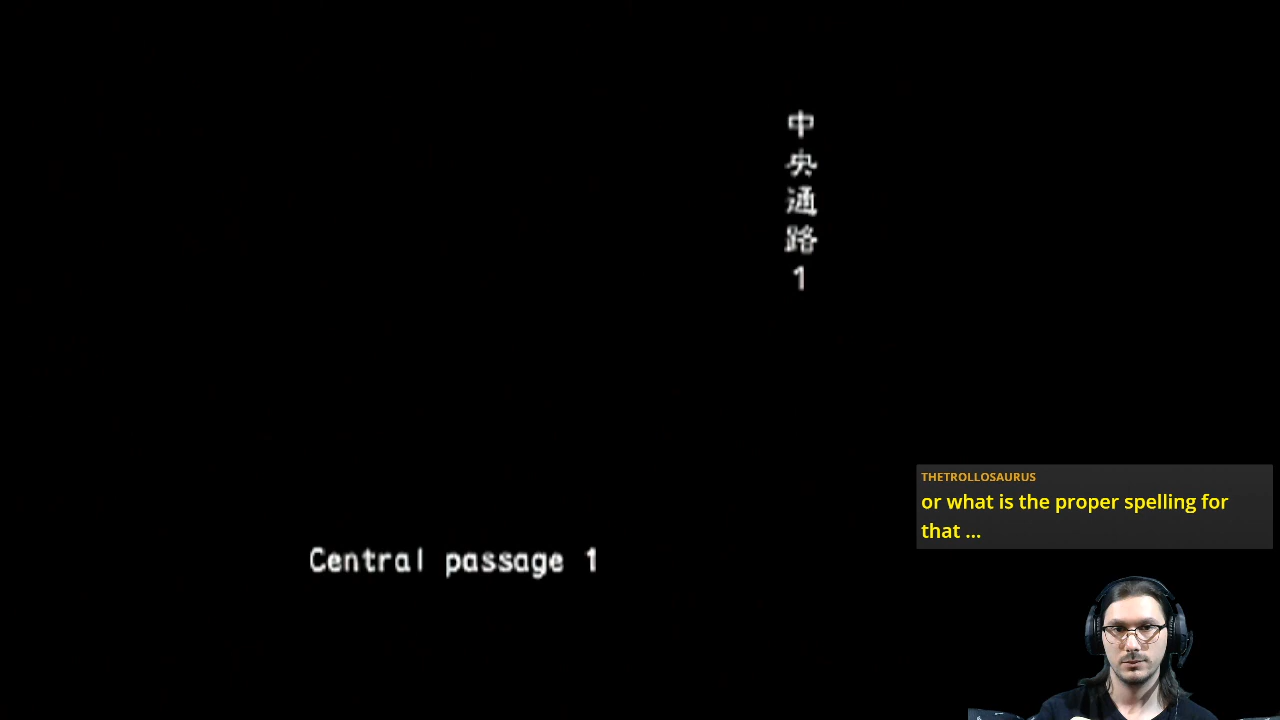 中央通路1
Central passage 1
THETROLLOSAURUS
or what is the proper spelling for
that ...